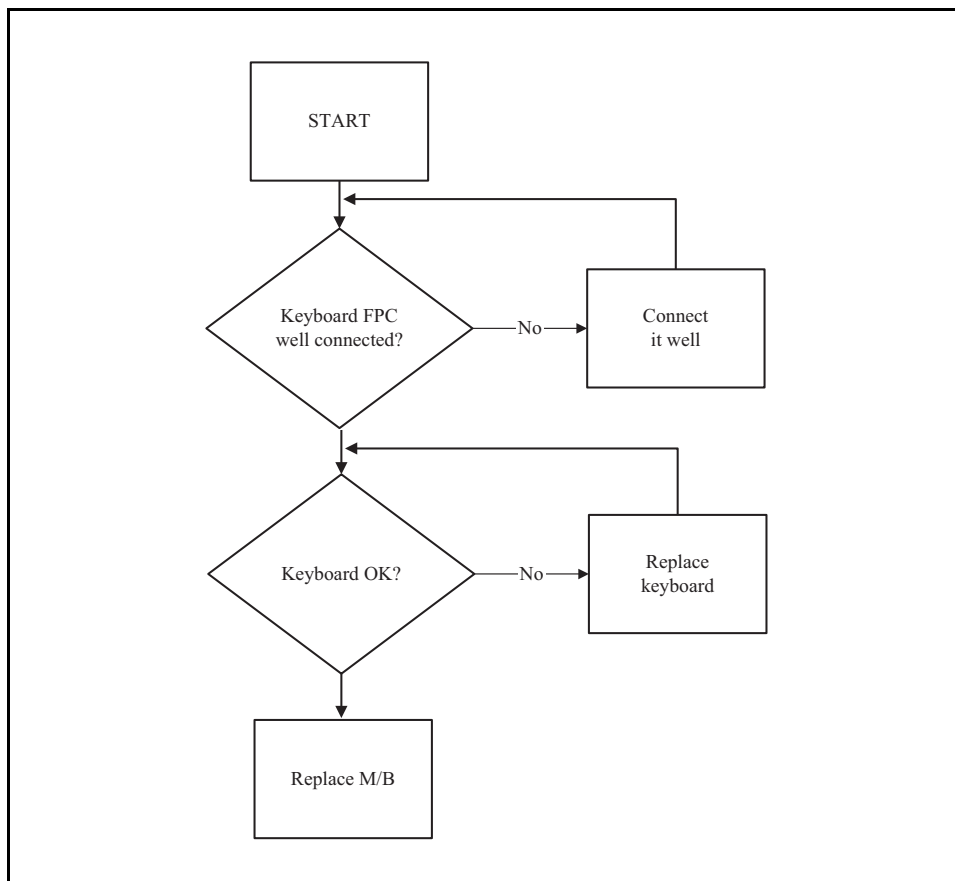 START
Keyboard FPC
well connected?
No
Connect
it well
Keyboard OK?
No
Replace
keyboard
Replace M/B